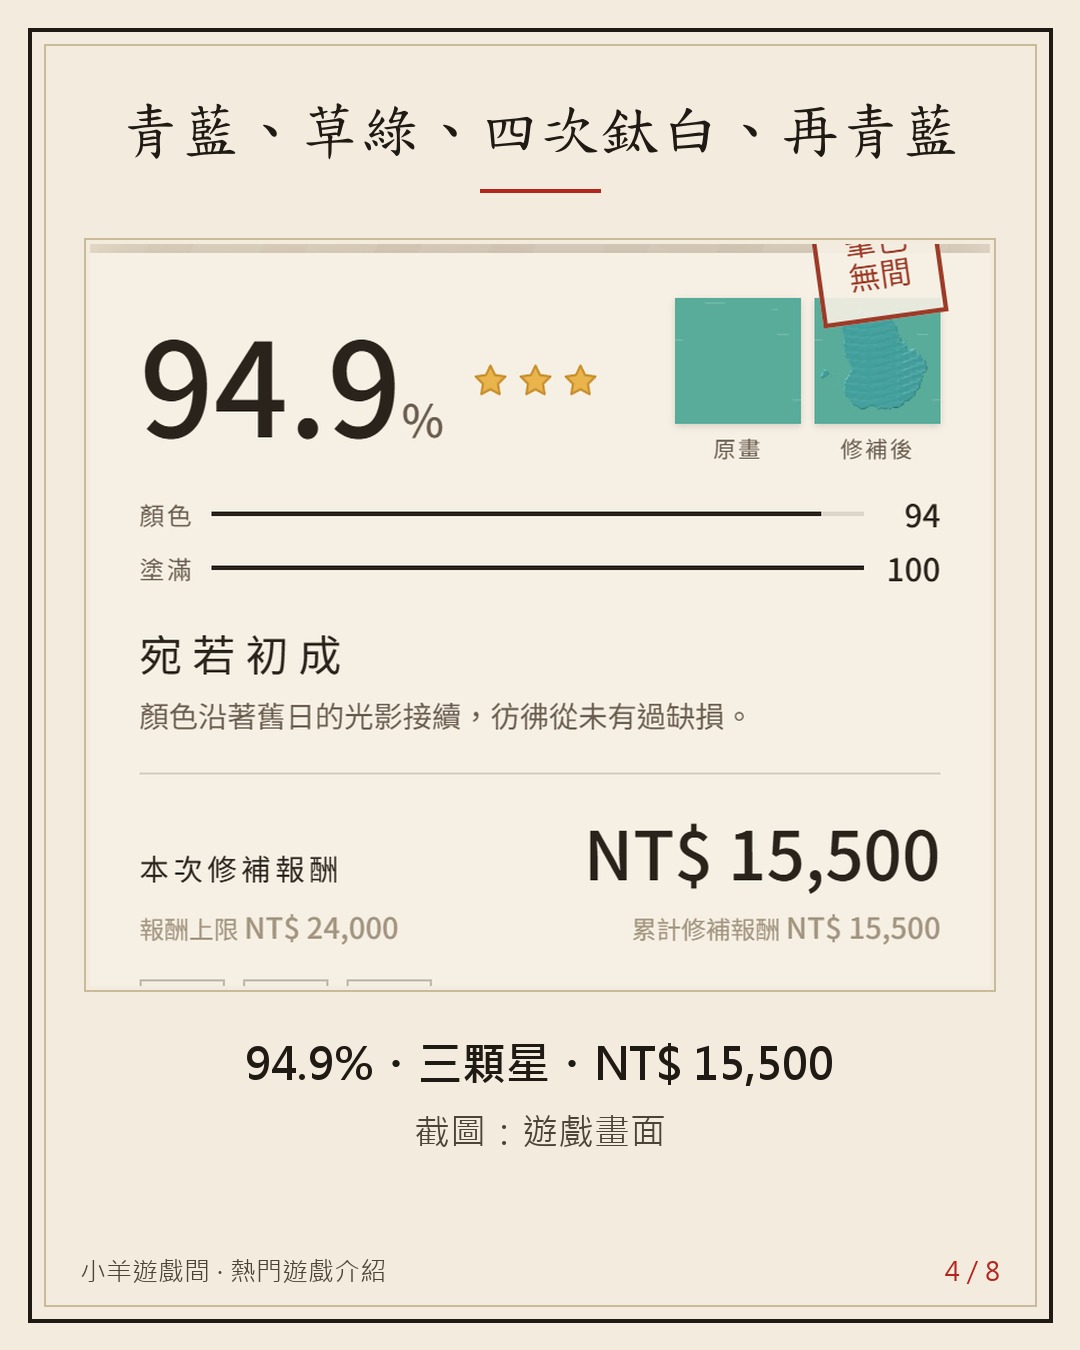 青藍、草綠、四次鈦白、再青藍
無間
94.9%
原畫 修補後
顏色 94
塗滿 100
宛若初成
顏色沿著舊日的光影接續，彷彿從未有過缺損。
本次修補報酬 NT$ 15,500
報酬上限 NT$ 24,000 累計修補報酬 NT$ 15,500
94.9%．三顆星．NT$ 15,500
截圖：遊戲畫面
小羊遊戲間·熱門遊戲介紹 4 / 8